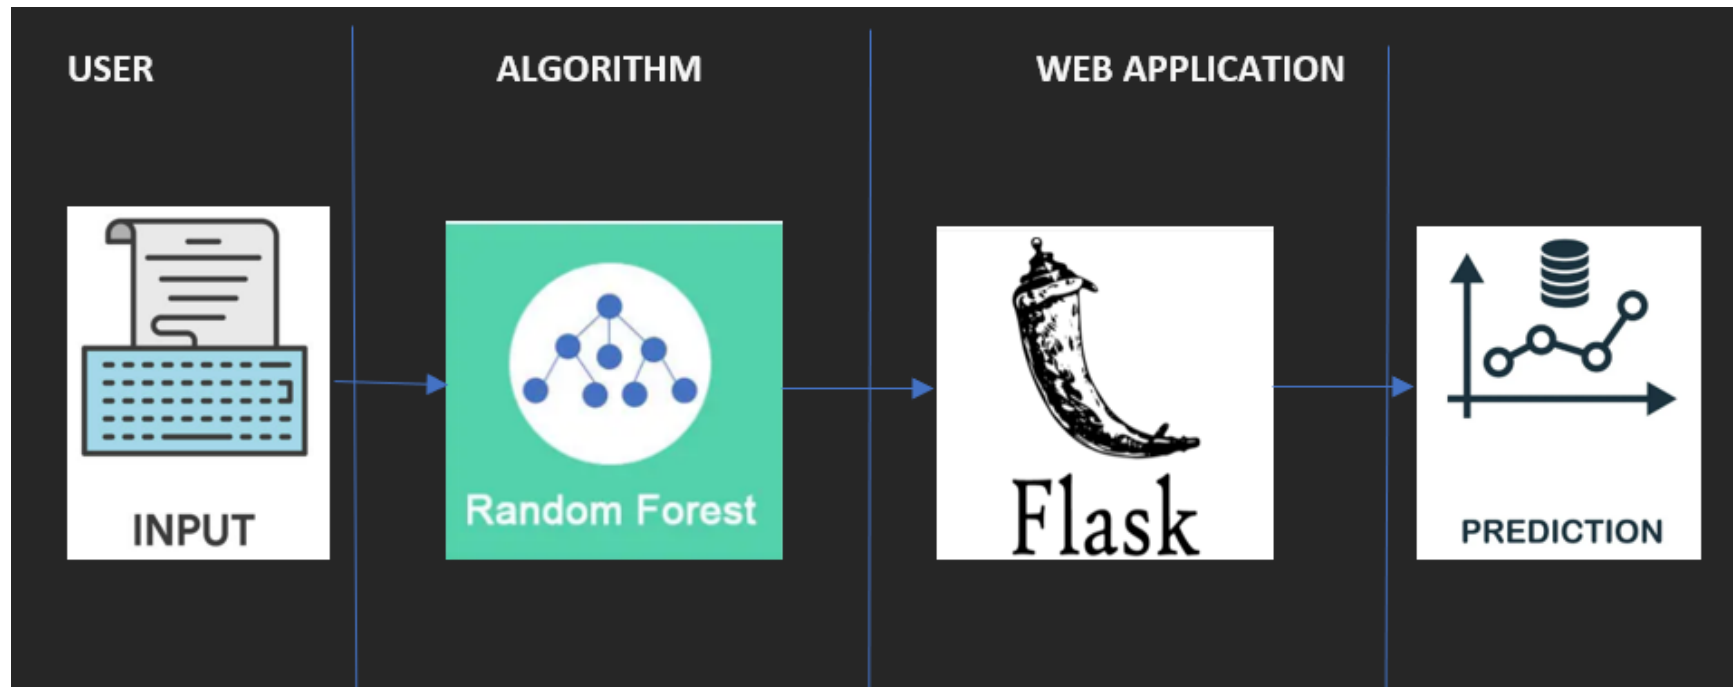 USER
ALGORITHM
WEB APPLICATION
INPUT
Random Forest
Flask
PREDICTION